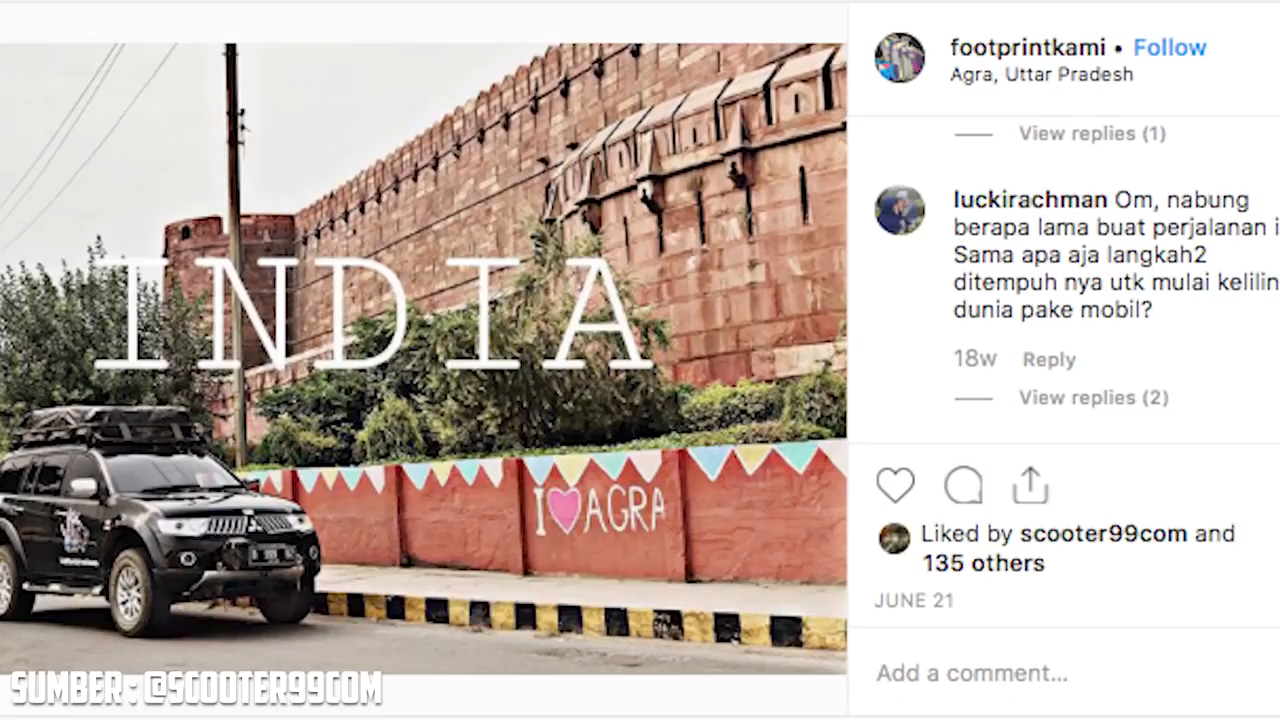 INDIA
I AGRA
SUMBER : @SCOOTER99COM
footprintkami • Follow
Agra, Uttar Pradesh
View replies (1)
luckirachman Om, nabung
berapa lama buat perjalanan i
Sama apa aja langkah2
ditempuh nya utk mulai kelilin
dunia pake mobil?
18w Reply
View replies (2)
Liked by scooter99com and
135 others
JUNE 21
Add a comment...